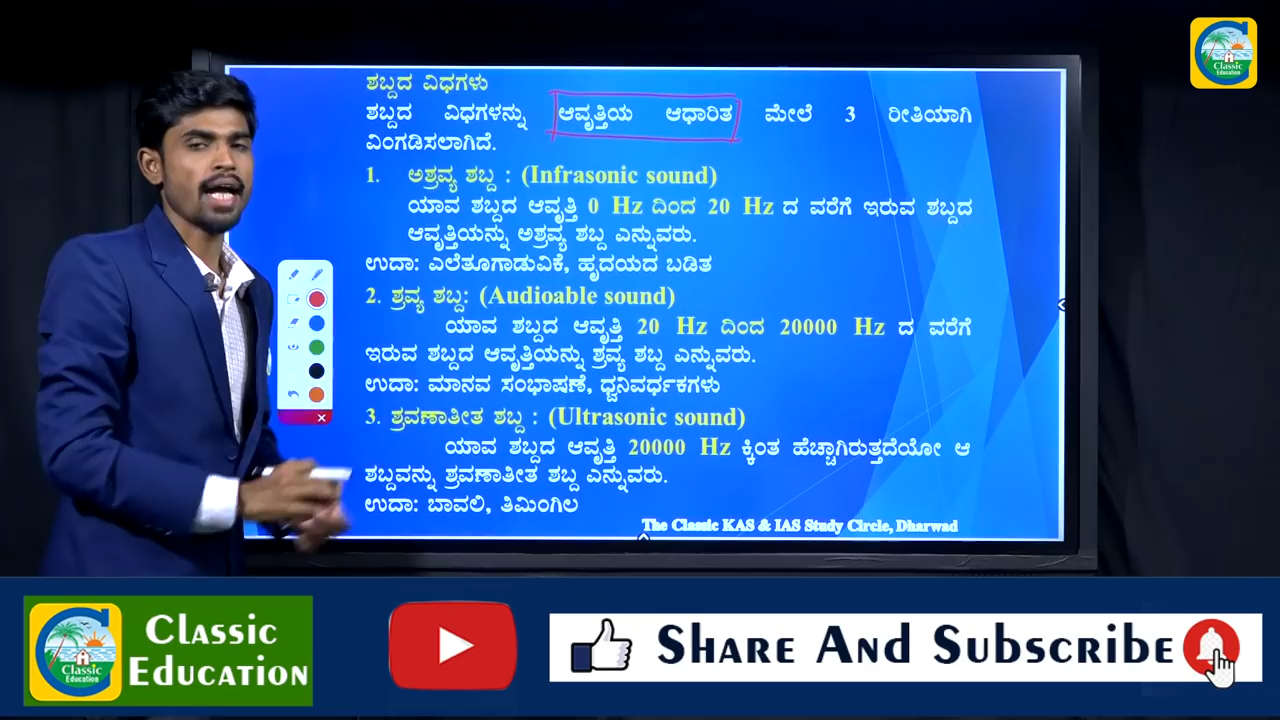 Classic
Education
ಶಬ್ದದ ವಿಧಗಳು
ಶಬ್ದದ ವಿಧಗಳನ್ನು ಆವೃತ್ತಿಯ ಆಧಾರಿತ ಮೇಲೆ 3 ರೀತಿಯಾಗಿ
ವಿಂಗಡಿಸಲಾಗಿದೆ.
1. ಅಶ್ರವ್ಯ ಶಬ್ದ : (Infrasonic sound)
ಯಾವ ಶಬ್ದದ ಆವೃತ್ತಿ 0 Hz ದಿಂದ 20 Hz ದ ವರೆಗೆ ಇರುವ ಶಬ್ದದ
ಆವೃತ್ತಿಯನ್ನು ಅಶ್ರವ್ಯ ಶಬ್ದ ಎನ್ನುವರು.
ಉದಾ: ಎಲೆತೂಗಾಡುವಿಕೆ, ಹೃದಯದ ಬಡಿತ
2. ಶ್ರವ್ಯ ಶಬ್ದ: (Audioable sound)
ಯಾವ ಶಬ್ದದ ಆವೃತ್ತಿ 20 Hz ದಿಂದ 20000 Hz ದ ವರೆಗೆ
ಇರುವ ಶಬ್ದದ ಆವೃತ್ತಿಯನ್ನು ಶ್ರವ್ಯ ಶಬ್ದ ಎನ್ನುವರು.
ಉದಾ: ಮಾನವ ಸಂಭಾಷಣೆ, ಧ್ವನಿವರ್ಧಕಗಳು
3. ಶ್ರವಣಾತೀತ ಶಬ್ದ : (Ultrasonic sound)
ಯಾವ ಶಬ್ದದ ಆವೃತ್ತಿ 20000 Hz ಕ್ಕಿಂತ ಹೆಚ್ಚಾಗಿರುತ್ತದೆಯೋ ಆ
ಶಬ್ದವನ್ನು ಶ್ರವಣಾತೀತ ಶಬ್ದ ಎನ್ನುವರು.
ಉದಾ: ಬಾವಲಿ, ತಿಮಿಂಗಿಲ
The Classic KAS & IAS Study Circle, Dharwad
Classic
Education
Classic
Education
Share And Subscribe